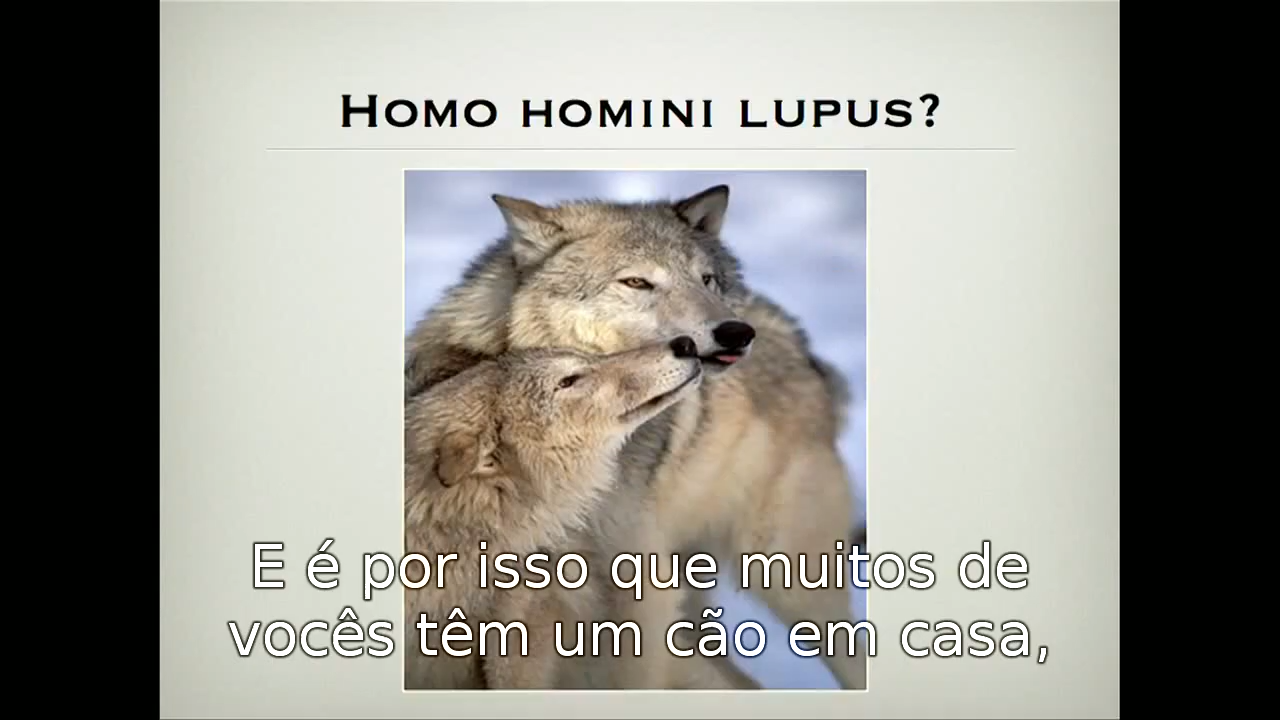 HOMO HOMINI LUPUS?
E é por isso que muitos de
vocês têm um cão em casa,